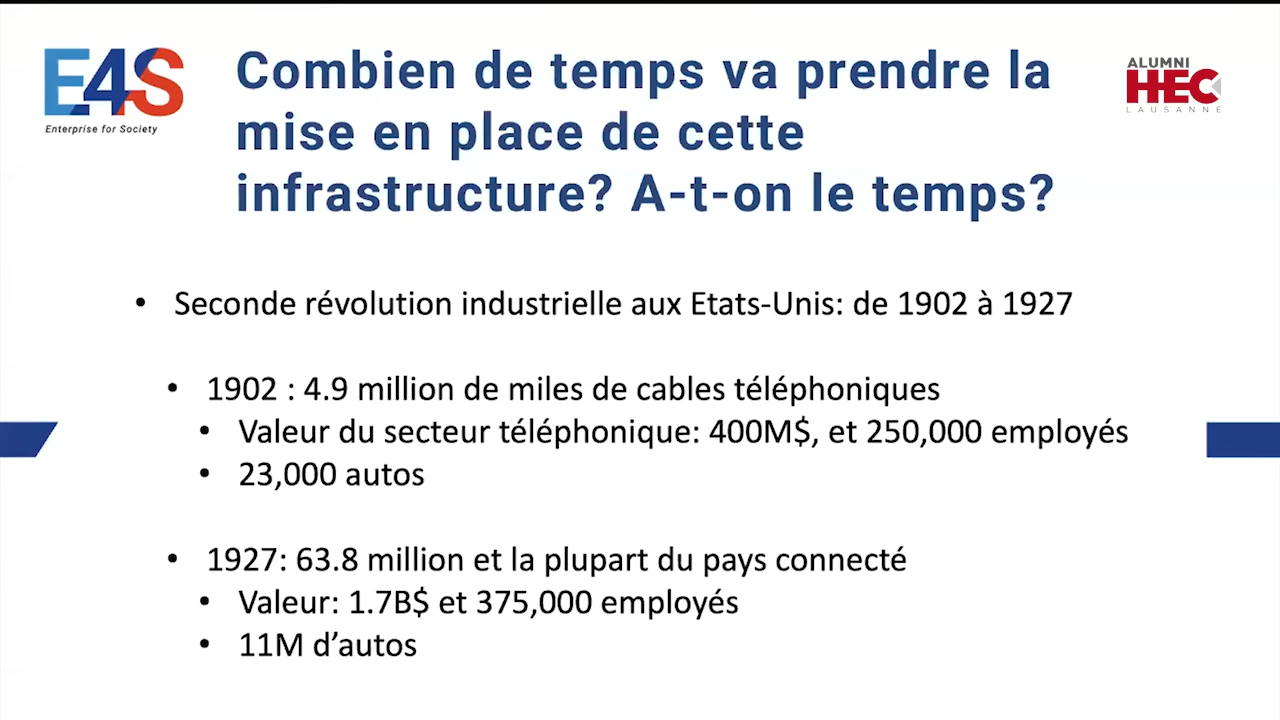 E4S
Enterprise for Society
Combien de temps va prendre la
mise en place de cette
infrastructure? A-t-on le temps?
ALUMNI
HEC
LAUSANNE
• Seconde révolution industrielle aux Etats-Unis: de 1902 à 1927
• 1902 : 4.9 million de miles de cables téléphoniques
• Valeur du secteur téléphonique: 400M$, et 250,000 employés
• 23,000 autos
• 1927: 63.8 million et la plupart du pays connecté
• Valeur: 1.7B$ et 375,000 employés
• 11M d’autos